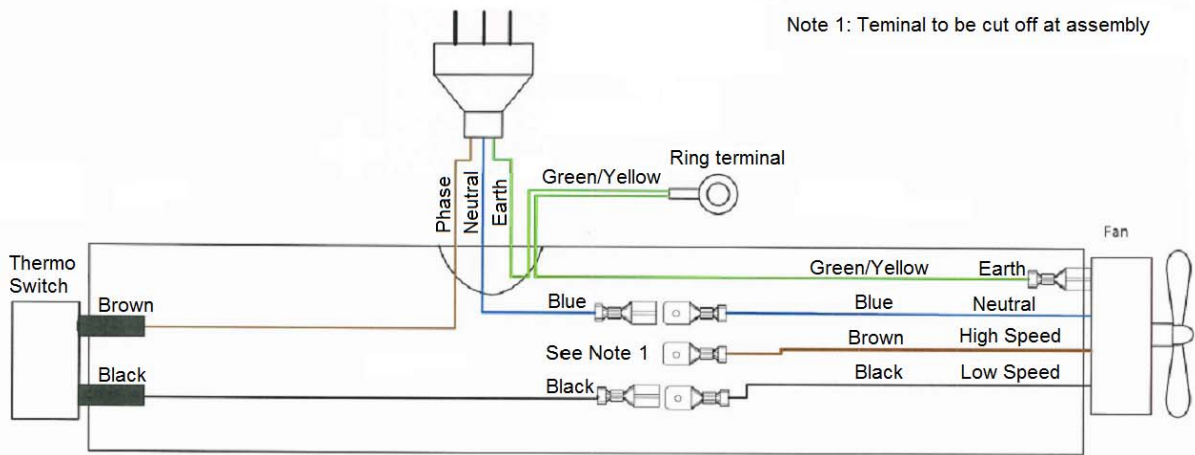 Note 1: Teminal to be cut off at assembly
Ring terminal
Green/Yellow
Phase
Neutral
Earth
Fan
Thermo
Switch
Green/Yellow
Earth
Brown
Blue
Blue
Neutral
See Note 1
Brown
High Speed
Black
Black
Black
Low Speed